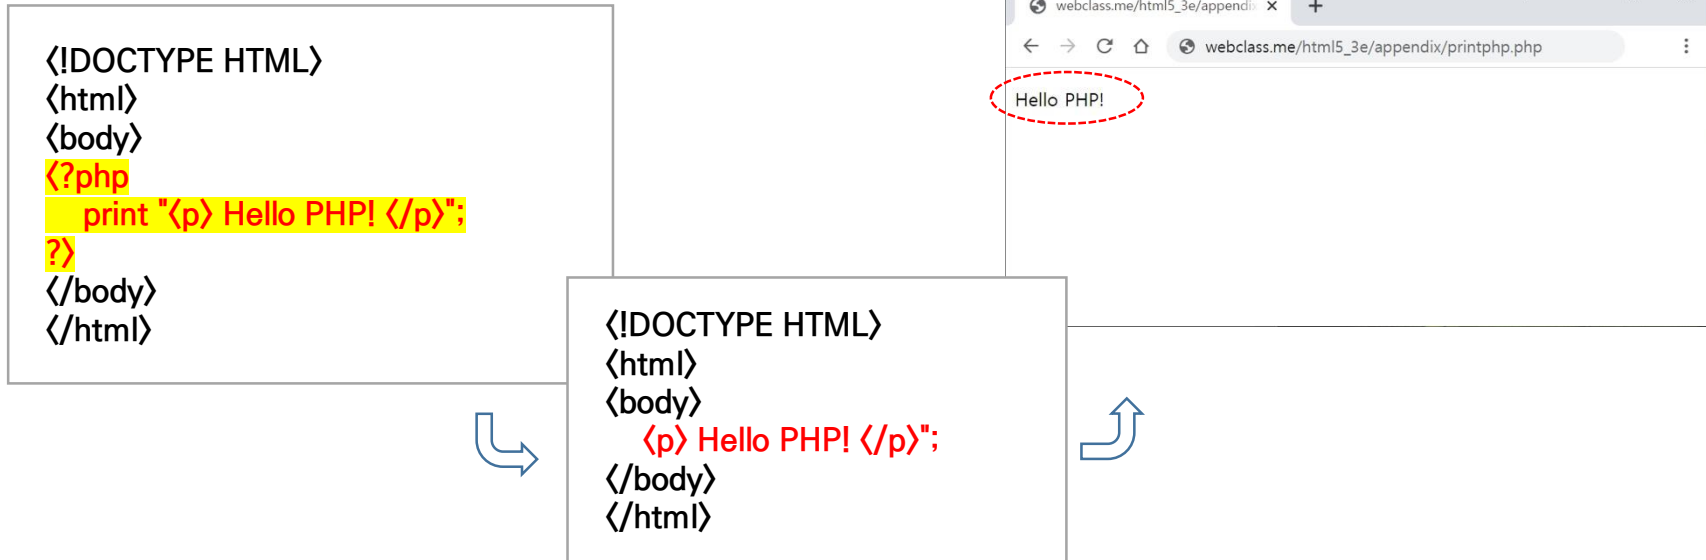 <!DOCTYPE HTML>
<html>
<body>
<?php
print "<p> Hello PHP! </p>";
?>
</body>
</html>
<!DOCTYPE HTML>
<html>
<body>
<p> Hello PHP! </p>";
</body>
</html>
webclass.me/html5_3e/appendi
webclass.me/html5_3e/appendix/printphp.php
Hello PHP!